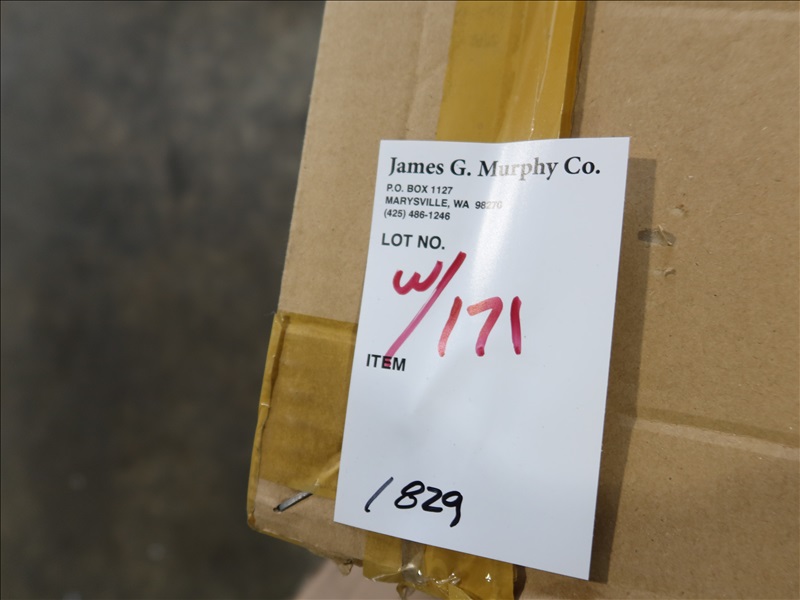 James G. Murphy Co.
P.O. BOX 1127
MARYSVILLE, WA 98270
(425) 486-1246
LOT NO.
w/171
ITEM
1829